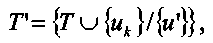 T' = {T ∪ {u_k} / {u'}},